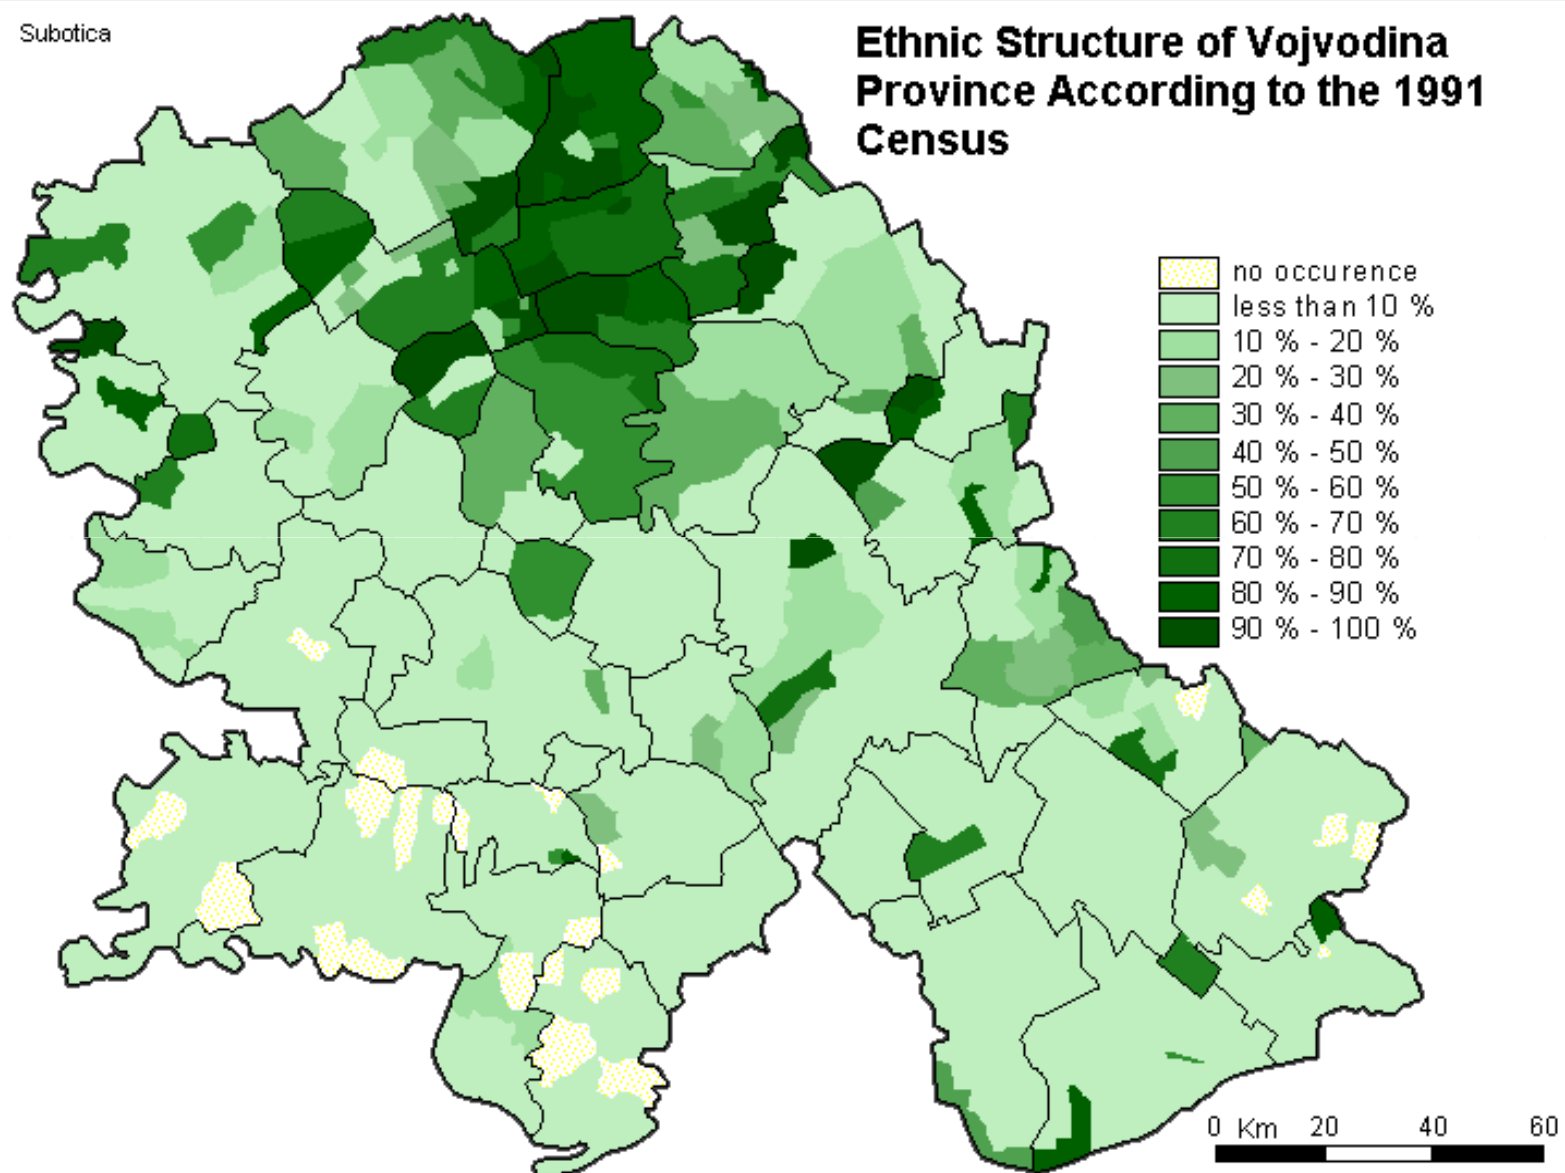 Subotica
Ethnic Structure of Vojvodina
Province According to the 1991
Census
no occurence
less than 10 %
10 % - 20 %
20 % - 30 %
30 % - 40 %
40 % - 50 %
50 % - 60 %
60 % - 70 %
70 % - 80 %
80 % - 90 %
90 % - 100 %
0 Km 20 40 60